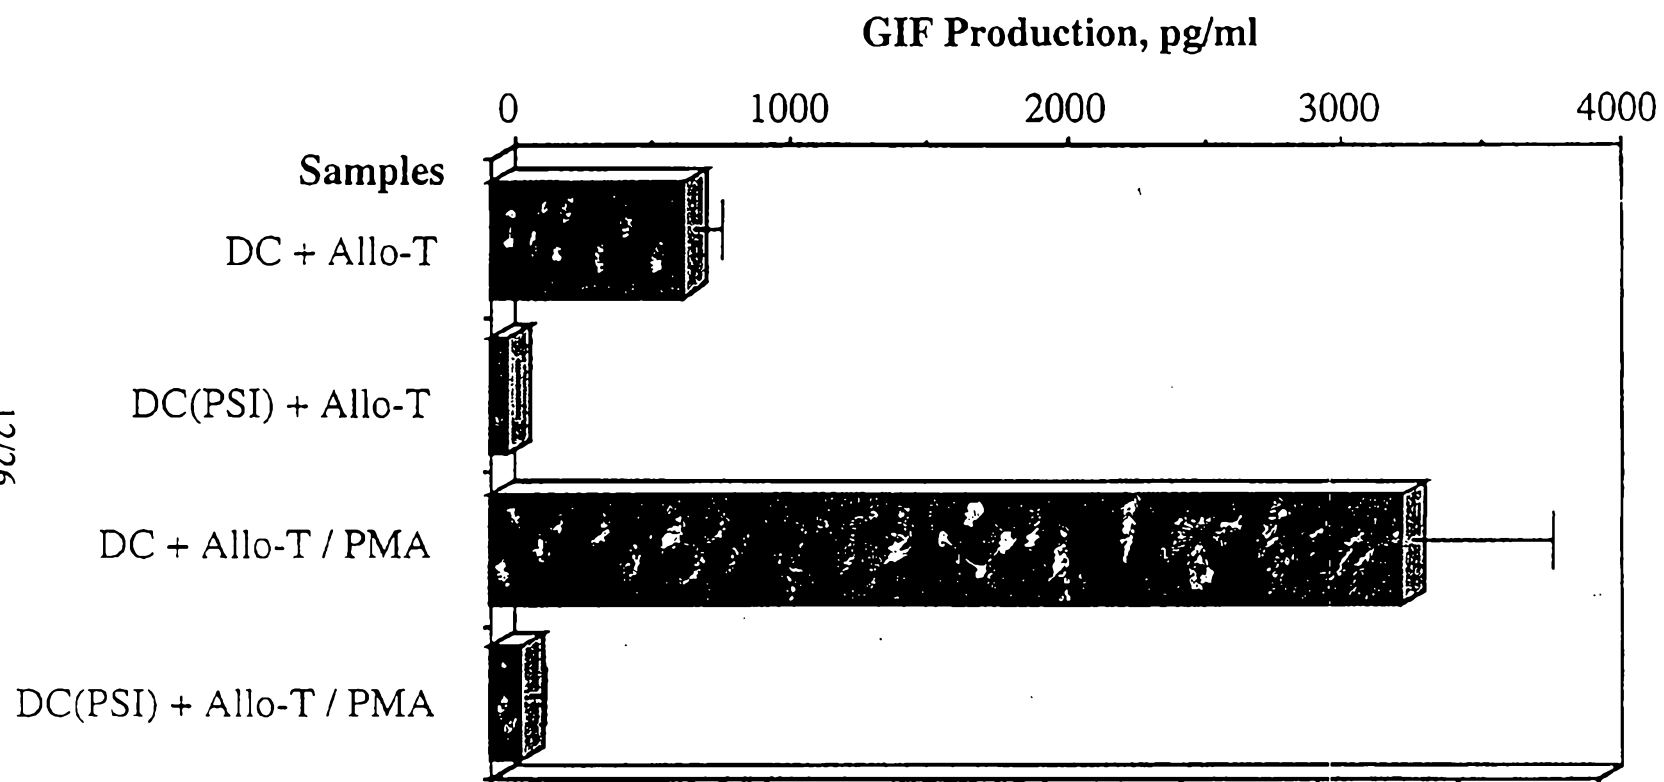 GIF Production, pg/ml
0 1000 2000 3000 4000
Samples
DC + Allo-T
DC(PSI) + Allo-T
DC + Allo-T / PMA
DC(PSI) + Allo-T / PMA
12/26